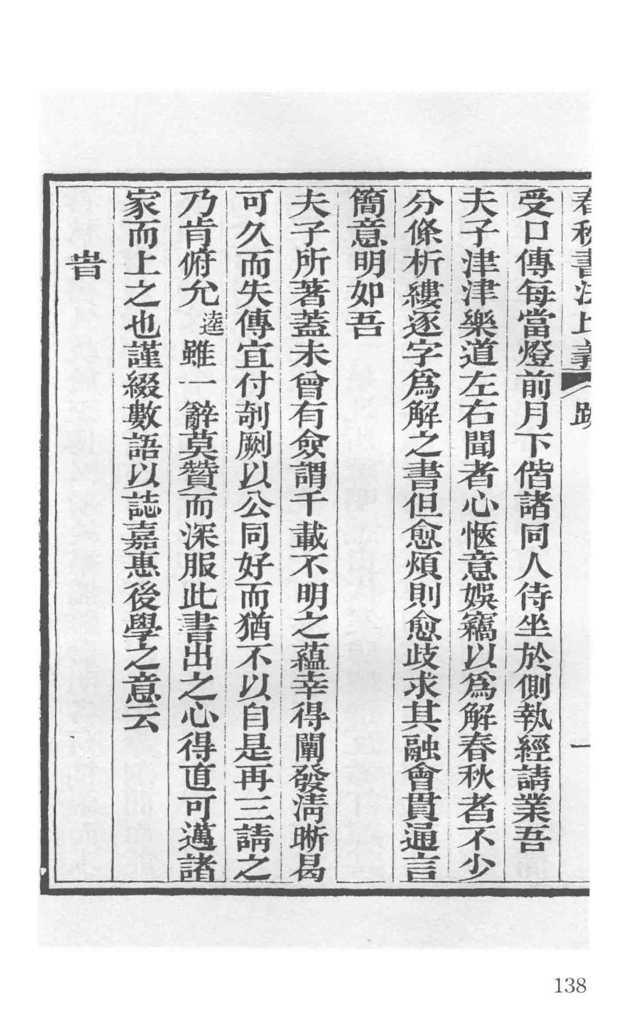 春秋書法比義 跋 一
受口傳每當燈前月下偕諸同人待坐於側執經請業吾
夫子津津樂道左右聞者心愜意娛竊以爲解春秋者不少
分條析縷逐字爲解之書但愈煩則愈歧求其融會貫通言
簡意明如吾
夫子所著蓋未曾有僉謂千載不明之蘊幸得闡發淸晰曷
可久而失傳宜付剞劂以公同好而猶不以自是再三請之
乃肯俯允逵雖一辭莫贊而深服此書出之心得直可邁諸
家而上之也謹綴數語以誌嘉惠後學之意云
旹
138